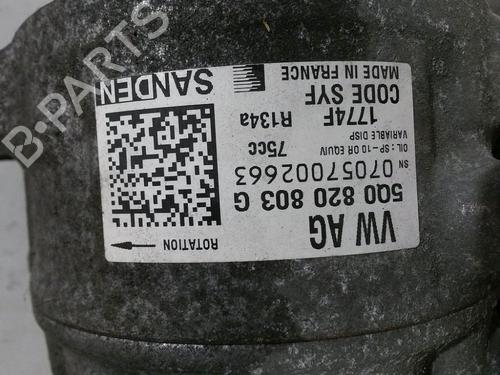 VW AG
ROTATION
5Q0 820 803 G
SN 07057002663
OIL : SP-10 OR EQUIV 75cc
VARIABLE DISP
1774F R134a
CODE SYF
MADE IN FRANCE
SANDEN
B-PARTS